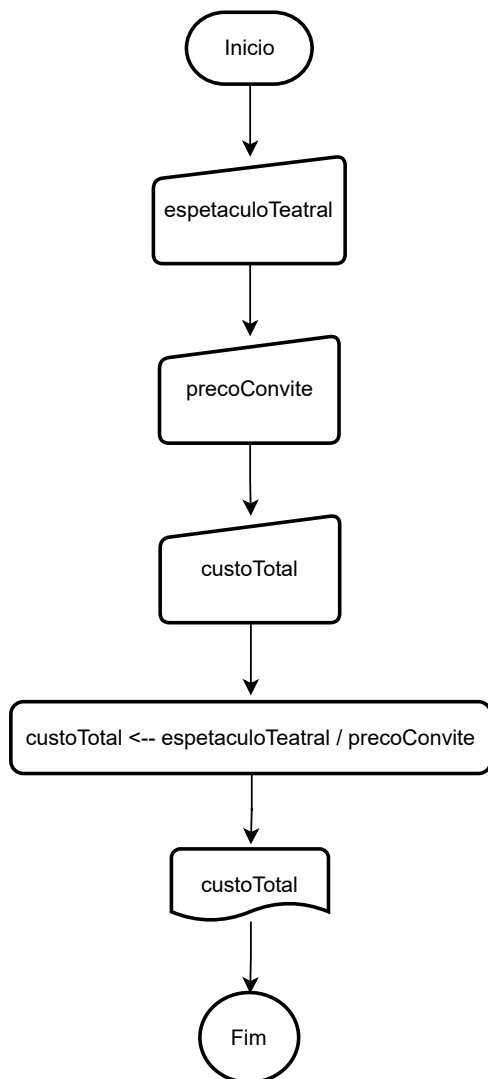 Inicio
espetaculoTeatral
precoConvite
custoTotal
custoTotal <-- espetaculoTeatral / precoConvite
custoTotal
Fim